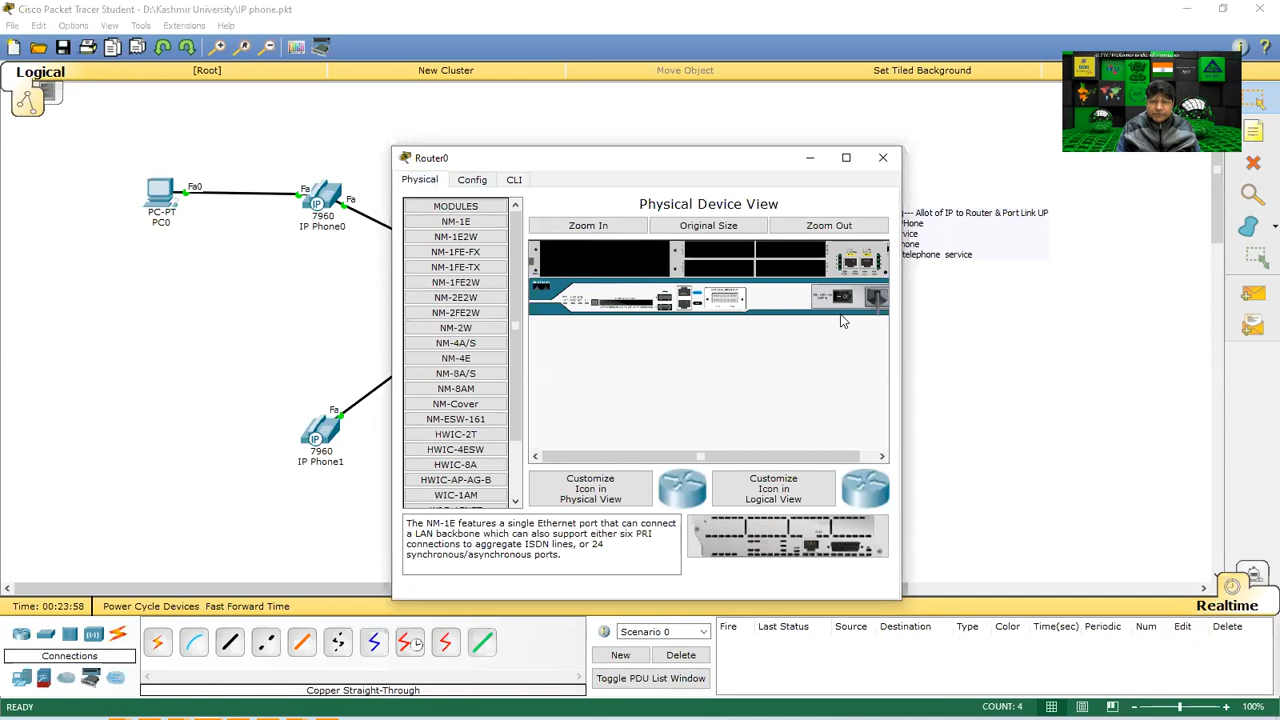 Cisco Packet Tracer Student - D:\Kashmir University\IP phone.pkt
File Edit Options View Tools Extensions Help
Logical
[Root]
New Cluster
Move Object
Set Tiled Background
Router0
Physical Config CLI
MODULES
NM-1E
NM-1E2W
NM-1FE-FX
NM-1FE-TX
NM-1FE2W
NM-2E2W
NM-2FE2W
NM-2W
NM-4A/S
NM-4E
NM-8A/S
NM-8AM
NM-Cover
NM-ESW-161
HWIC-2T
HWIC-4ESW
HWIC-8A
HWIC-AP-AG-B
WIC-1AM
Physical Device View
Zoom In
Original Size
Zoom Out
Customize
Icon in
Physical View
Customize
Icon in
Logical View
The NM-1E features a single Ethernet port that can connect
a LAN backbone which can also support either six PRI
connections to aggregate ISDN lines, or 24
synchronous/asynchronous ports.
Fa0
PC-PT
PC0
Fa
IP
Fa
7960
IP Phone0
Fa
IP
7960
IP Phone1
--- Allot of IP to Router & Port Link UP
Phone
rvice
hone
telephone service
Time: 00:23:58
Power Cycle Devices Fast Forward Time
Realtime
Connections
Copper Straight-Through
Scenario 0
New
Delete
Toggle PDU List Window
Fire Last Status Source Destination Type Color Time(sec) Periodic Num Edit Delete
READY
COUNT: 4
100%